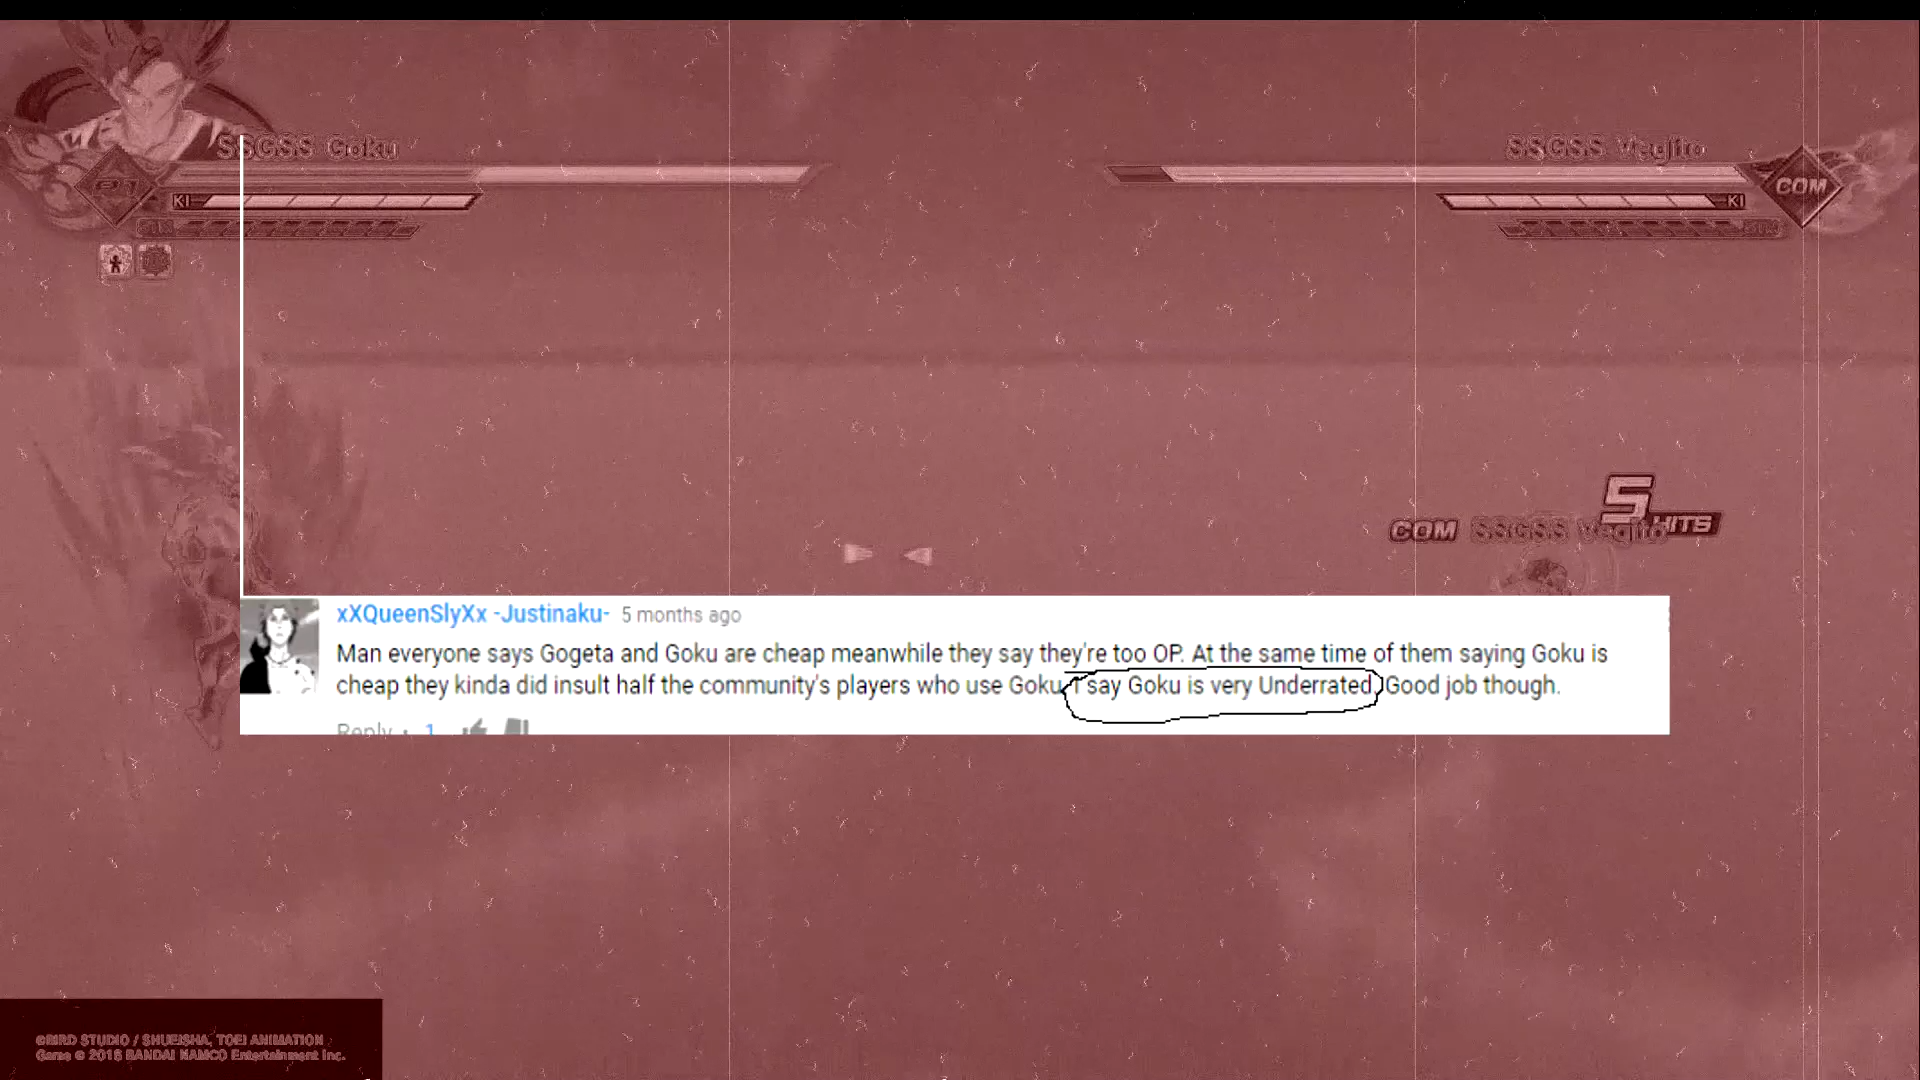 SSGSS Goku
SSGSS Vegito
COM
KI
KI
5
HITS
COM SSGSS Vegito
xXQueenSlyXx -Justinaku- 5 months ago
Man everyone says Gogeta and Goku are cheap meanwhile they say they're too OP. At the same time of them saying Goku is
cheap they kinda did insult half the community's players who use Goku. I say Goku is very Underrated. Good job though.
Reply · 1
©BIRD STUDIO / SHUEISHA, TOEI ANIMATION
Game © 2016 BANDAI NAMCO Entertainment Inc.